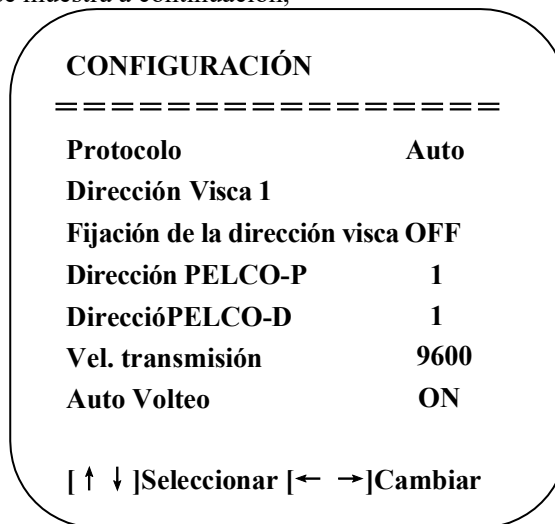 se muestra a continuación,
CONFIGURACIÓN
= = = = = = = = = = = = = = = =
Protocolo Auto
Dirección Visca 1
Fijación de la dirección visca OFF
Dirección PELCO-P 1
DireccióPELCO-D 1
Vel. transmisión 9600
Auto Volteo ON
[ ↑ ↓ ]Seleccionar [← →]Cambiar